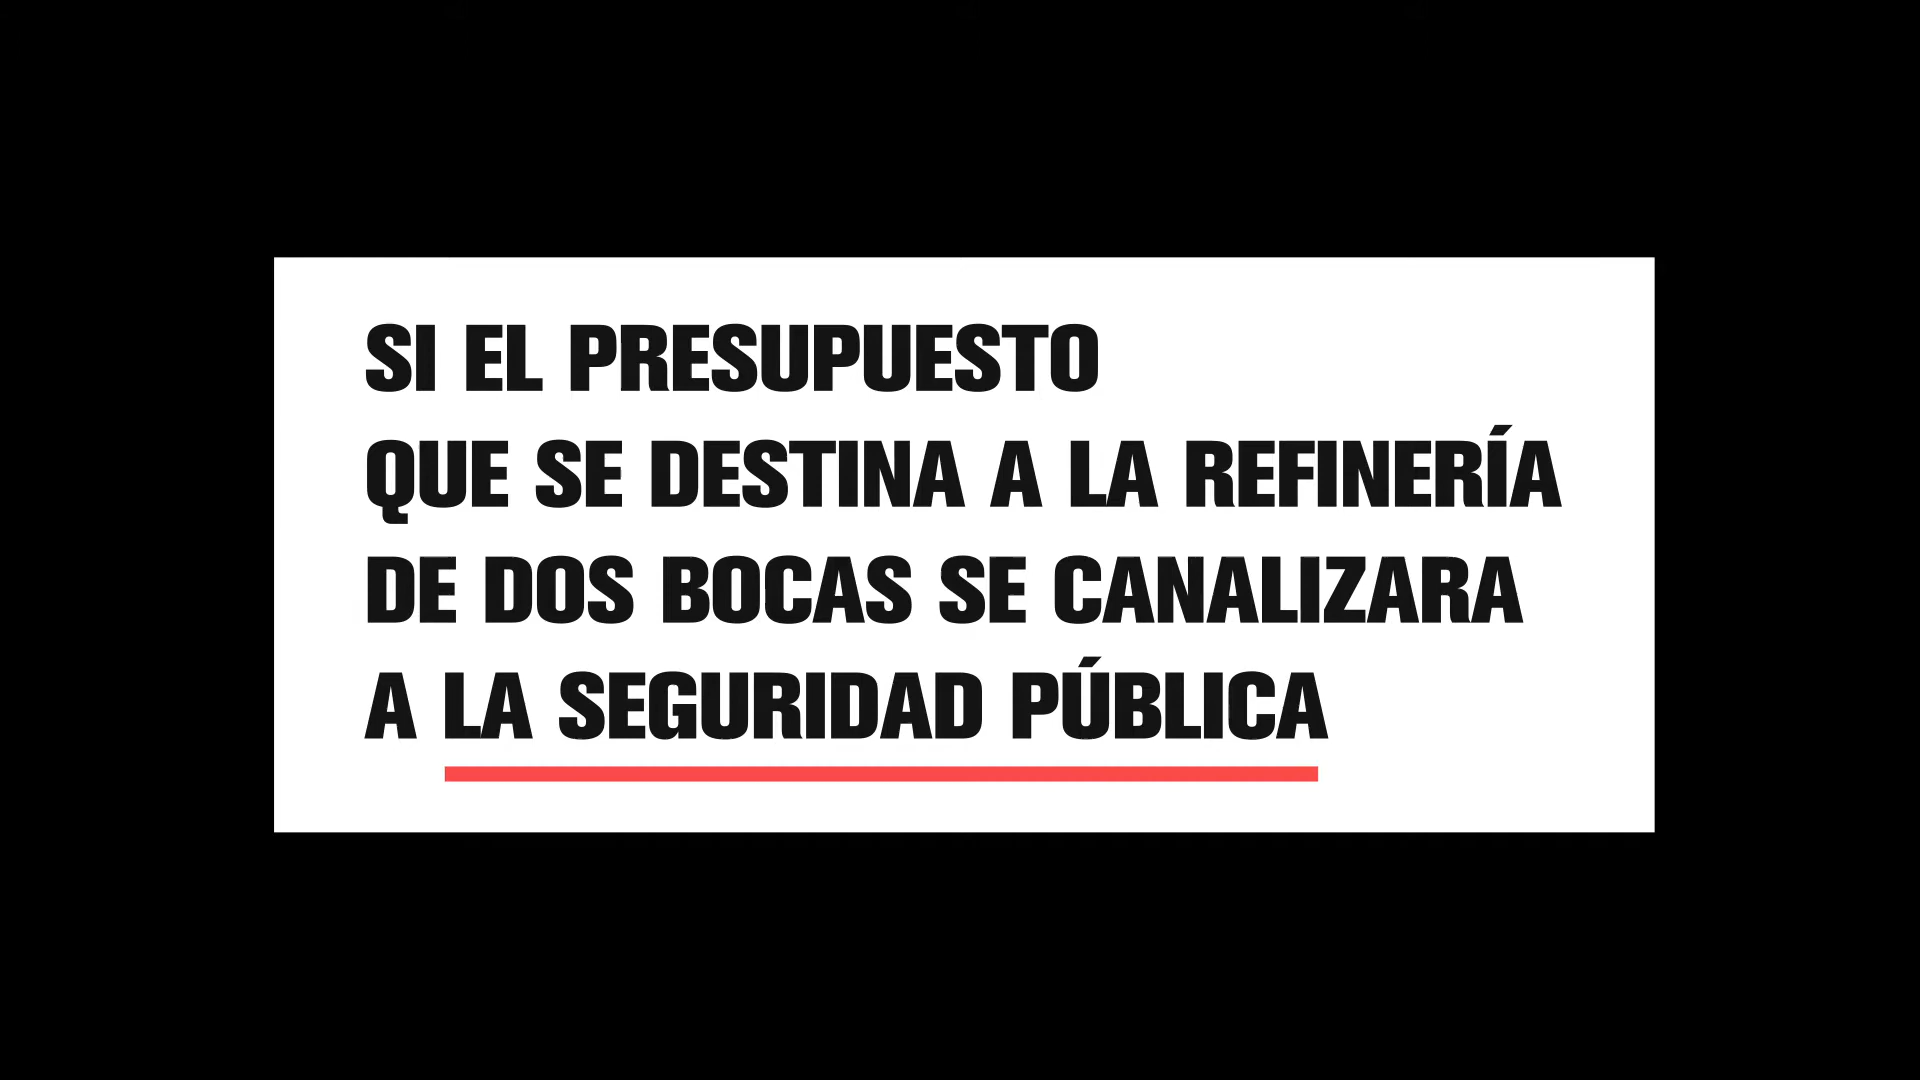 SI EL PRESUPUESTO
QUE SE DESTINA A LA REFINERÍA
DE DOS BOCAS SE CANALIZARA
A LA SEGURIDAD PÚBLICA